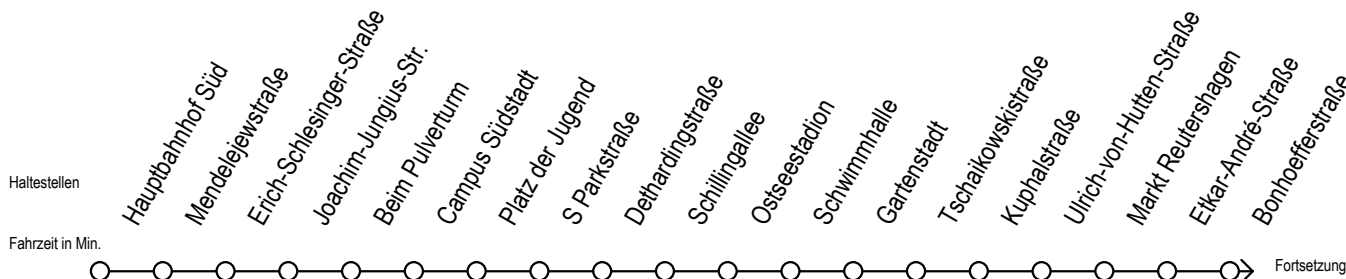 Haltestellen
Hauptbahnhof Süd
Mendelejewstraße
Erich-Schlesinger-Straße
Joachim-Jungius-Str.
Beim Pulverturm
Campus Südstadt
Platz der Jugend
S Parkstraße
Dethardingstraße
Schillingallee
Ostseestadion
Schwimmhalle
Gartenstadt
Tschaikowskistraße
Kuphalstraße
Ulrich-von-Hutten-Straße
Markt Reutershagen
Etkar-André-Straße
Bonhoefferstraße
Fahrzeit in Min.
Fortsetzung